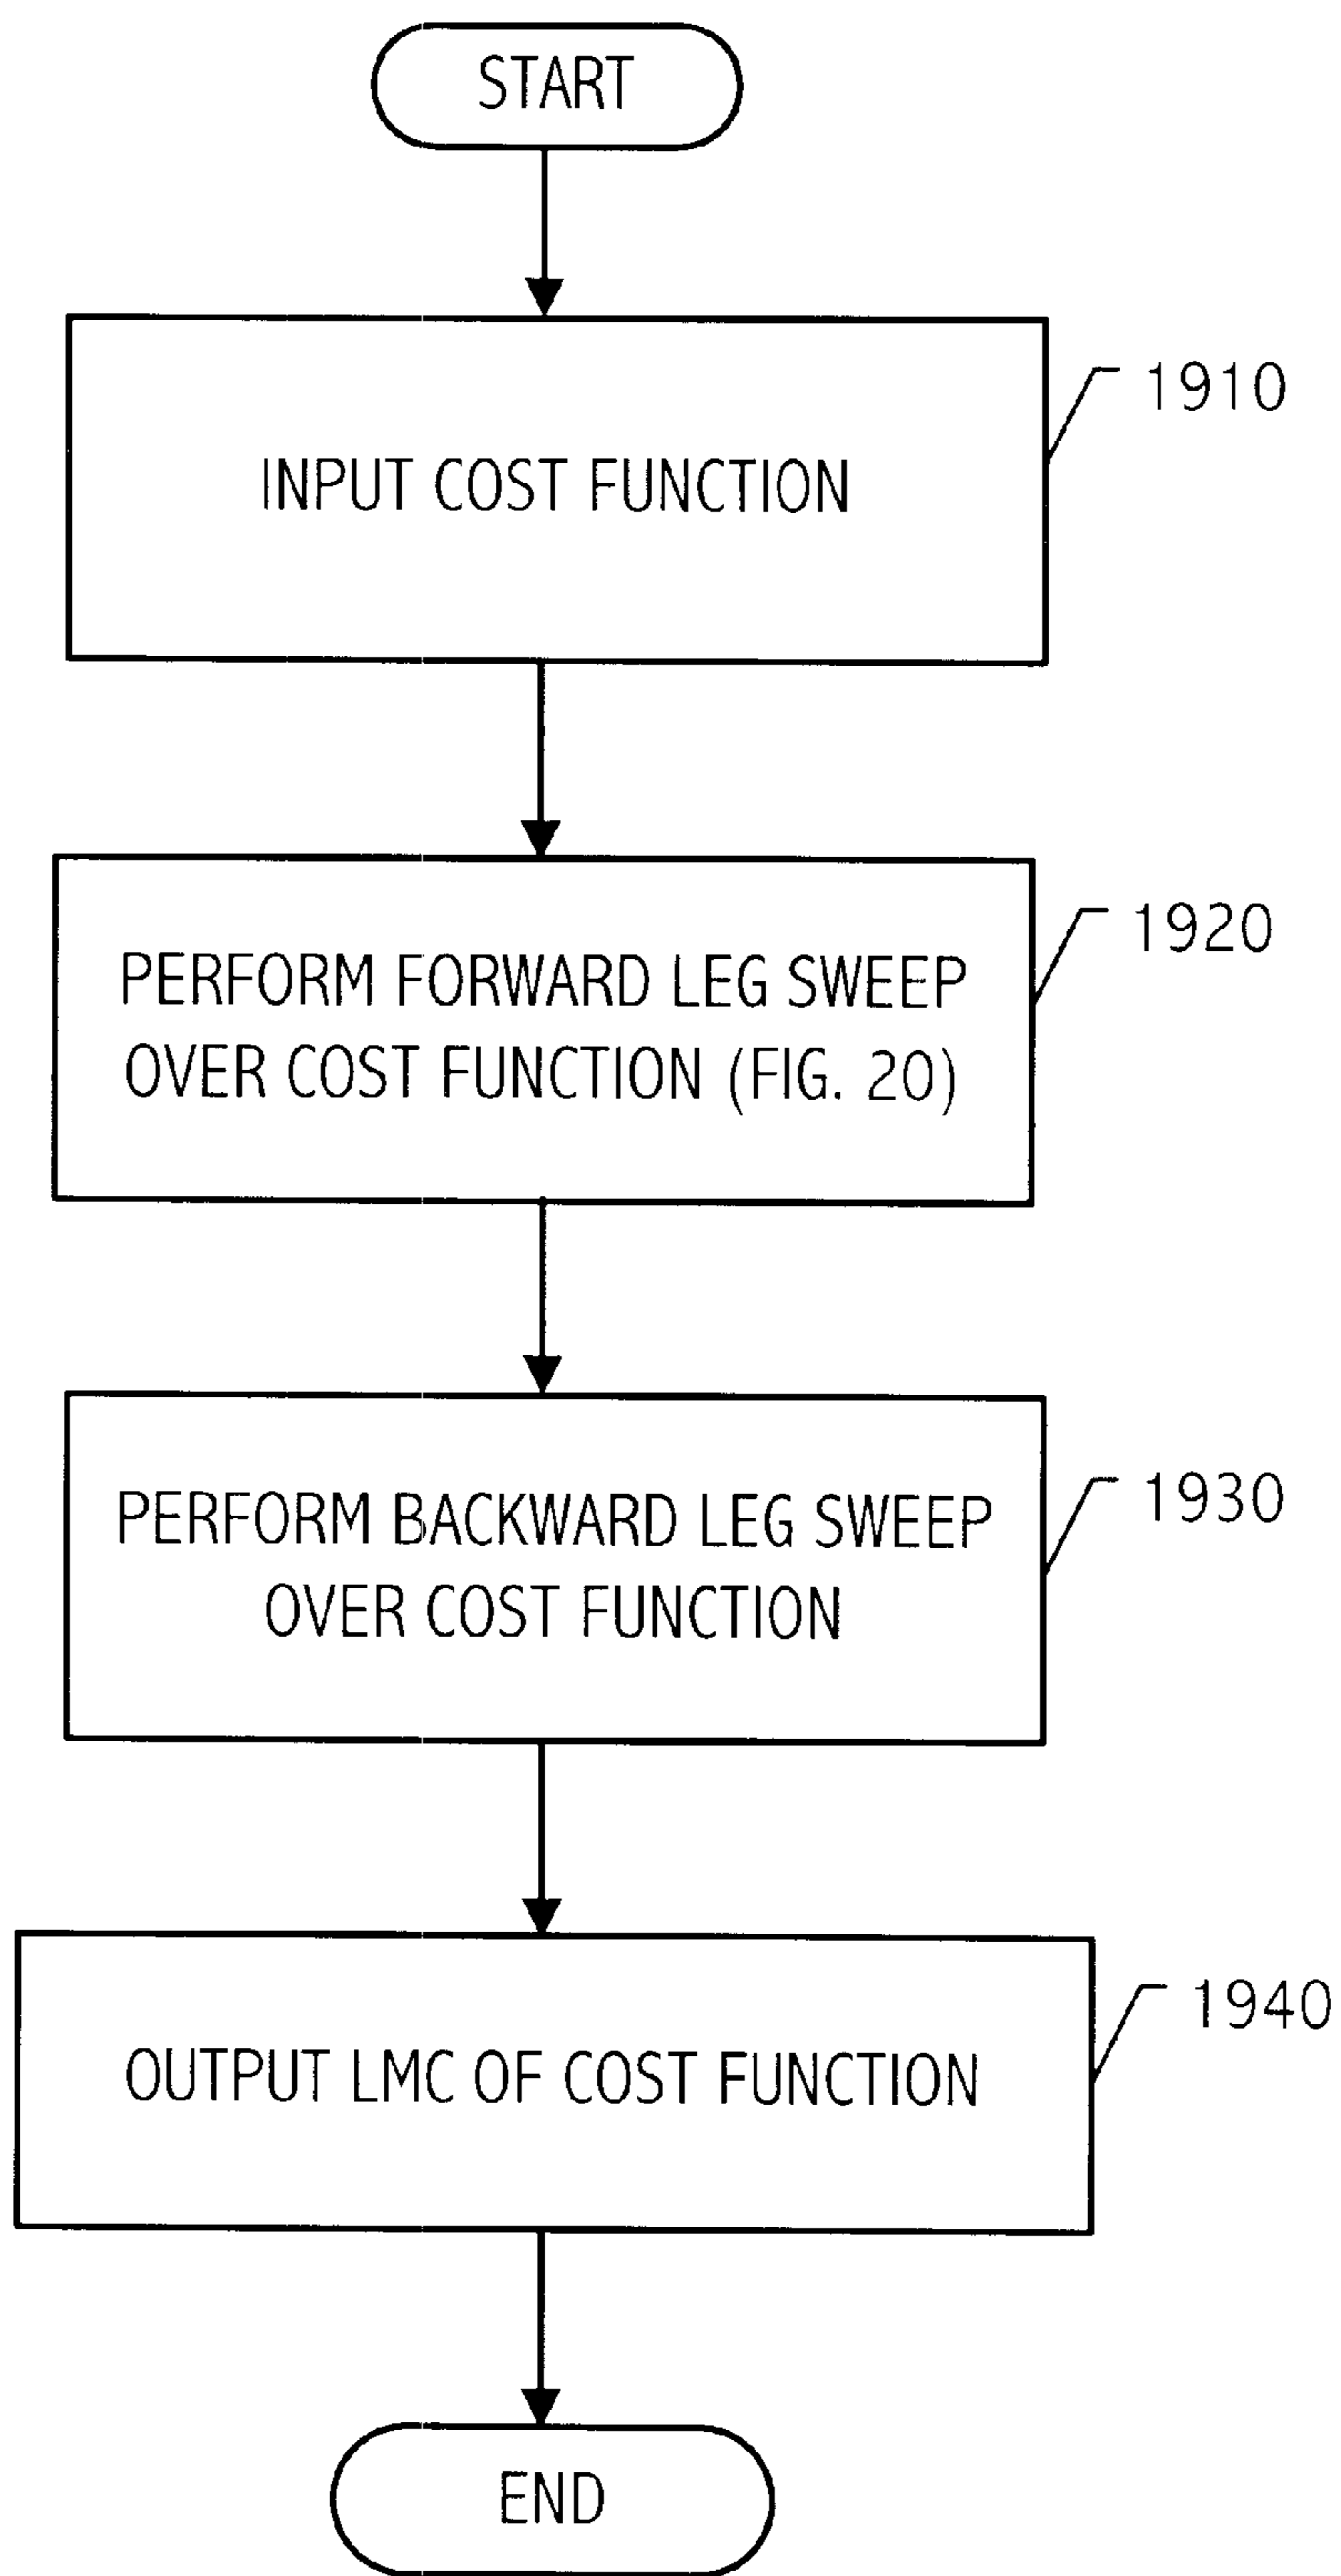 START
INPUT COST FUNCTION
1910
PERFORM FORWARD LEG SWEEP
OVER COST FUNCTION (FIG. 20)
1920
PERFORM BACKWARD LEG SWEEP
OVER COST FUNCTION
1930
OUTPUT LMC OF COST FUNCTION
1940
END